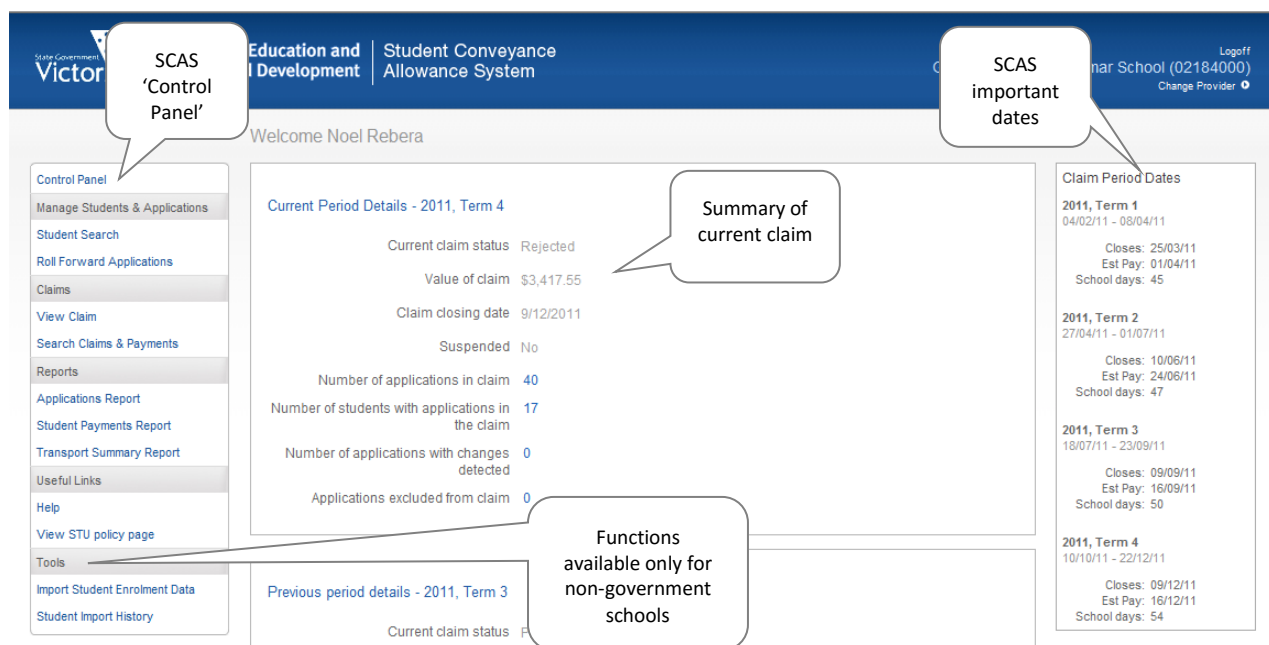 State Government
Victor
SCAS
'Control
Panel'
Education and
Development
Student Conveyance
Allowance System
SCAS
important
dates
Logoff
mar School (02184000)
Change Provider
Welcome Noel Rebera
Control Panel
Manage Students & Applications
Student Search
Roll Forward Applications
Claims
View Claim
Search Claims & Payments
Reports
Applications Report
Student Payments Report
Transport Summary Report
Useful Links
Help
View STU policy page
Tools
Import Student Enrolment Data
Student Import History
Current Period Details - 2011, Term 4
Current claim status Rejected
Value of claim $3,417.55
Claim closing date 9/12/2011
Suspended No
Number of applications in claim 40
Number of students with applications in 17
the claim
Number of applications with changes 0
detected
Applications excluded from claim 0
Summary of
current claim
Functions
available only for
non-government
schools
Previous period details - 2011, Term 3
Current claim status
Claim Period Dates
2011, Term 1
04/02/11 - 08/04/11
Closes: 25/03/11
Est Pay: 01/04/11
School days: 45
2011, Term 2
27/04/11 - 01/07/11
Closes: 10/06/11
Est Pay: 24/06/11
School days: 47
2011, Term 3
18/07/11 - 23/09/11
Closes: 09/09/11
Est Pay: 16/09/11
School days: 50
2011, Term 4
10/10/11 - 22/12/11
Closes: 09/12/11
Est Pay: 16/12/11
School days: 54